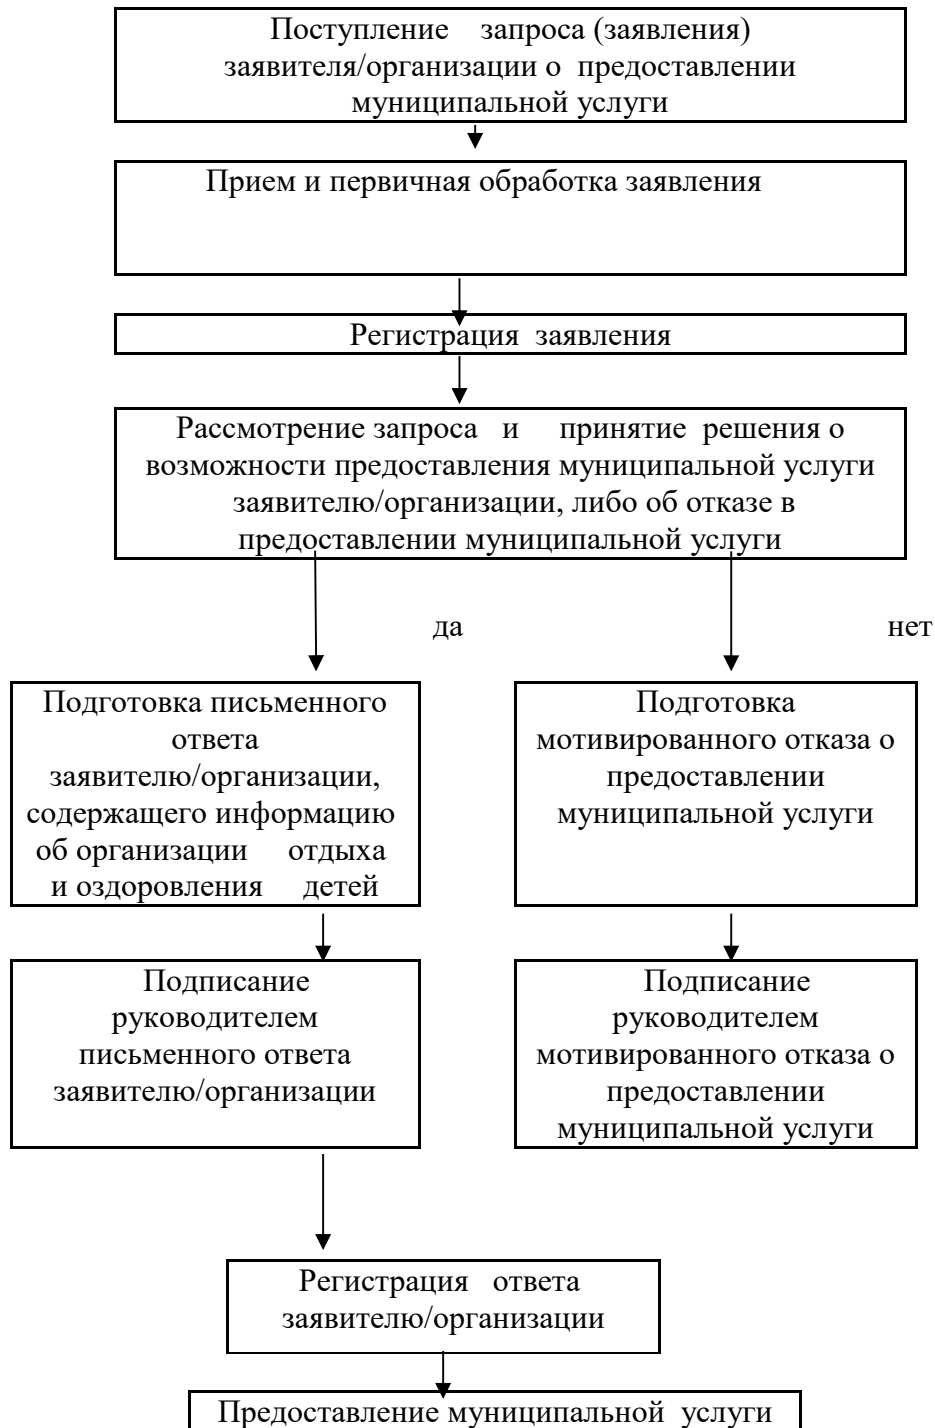 Поступление запроса (заявления)
заявителя/организации о предоставлении
муниципальной услуги
Прием и первичная обработка заявления
Регистрация заявления
Рассмотрение запроса и принятие решения о
возможности предоставления муниципальной услуги
заявителю/организации, либо об отказе в
предоставлении муниципальной услуги
да
нет
Подготовка письменного
ответа
заявителю/организации,
содержащего информацию
об организации отдыха
и оздоровления детей
Подготовка
мотивированного отказа о
предоставлении
муниципальной услуги
Подписание
руководителем
письменного ответа
заявителю/организации
Подписание
руководителем
мотивированного отказа о
предоставлении
муниципальной услуги
Регистрация ответа
заявителю/организации
Предоставление муниципальной услуги